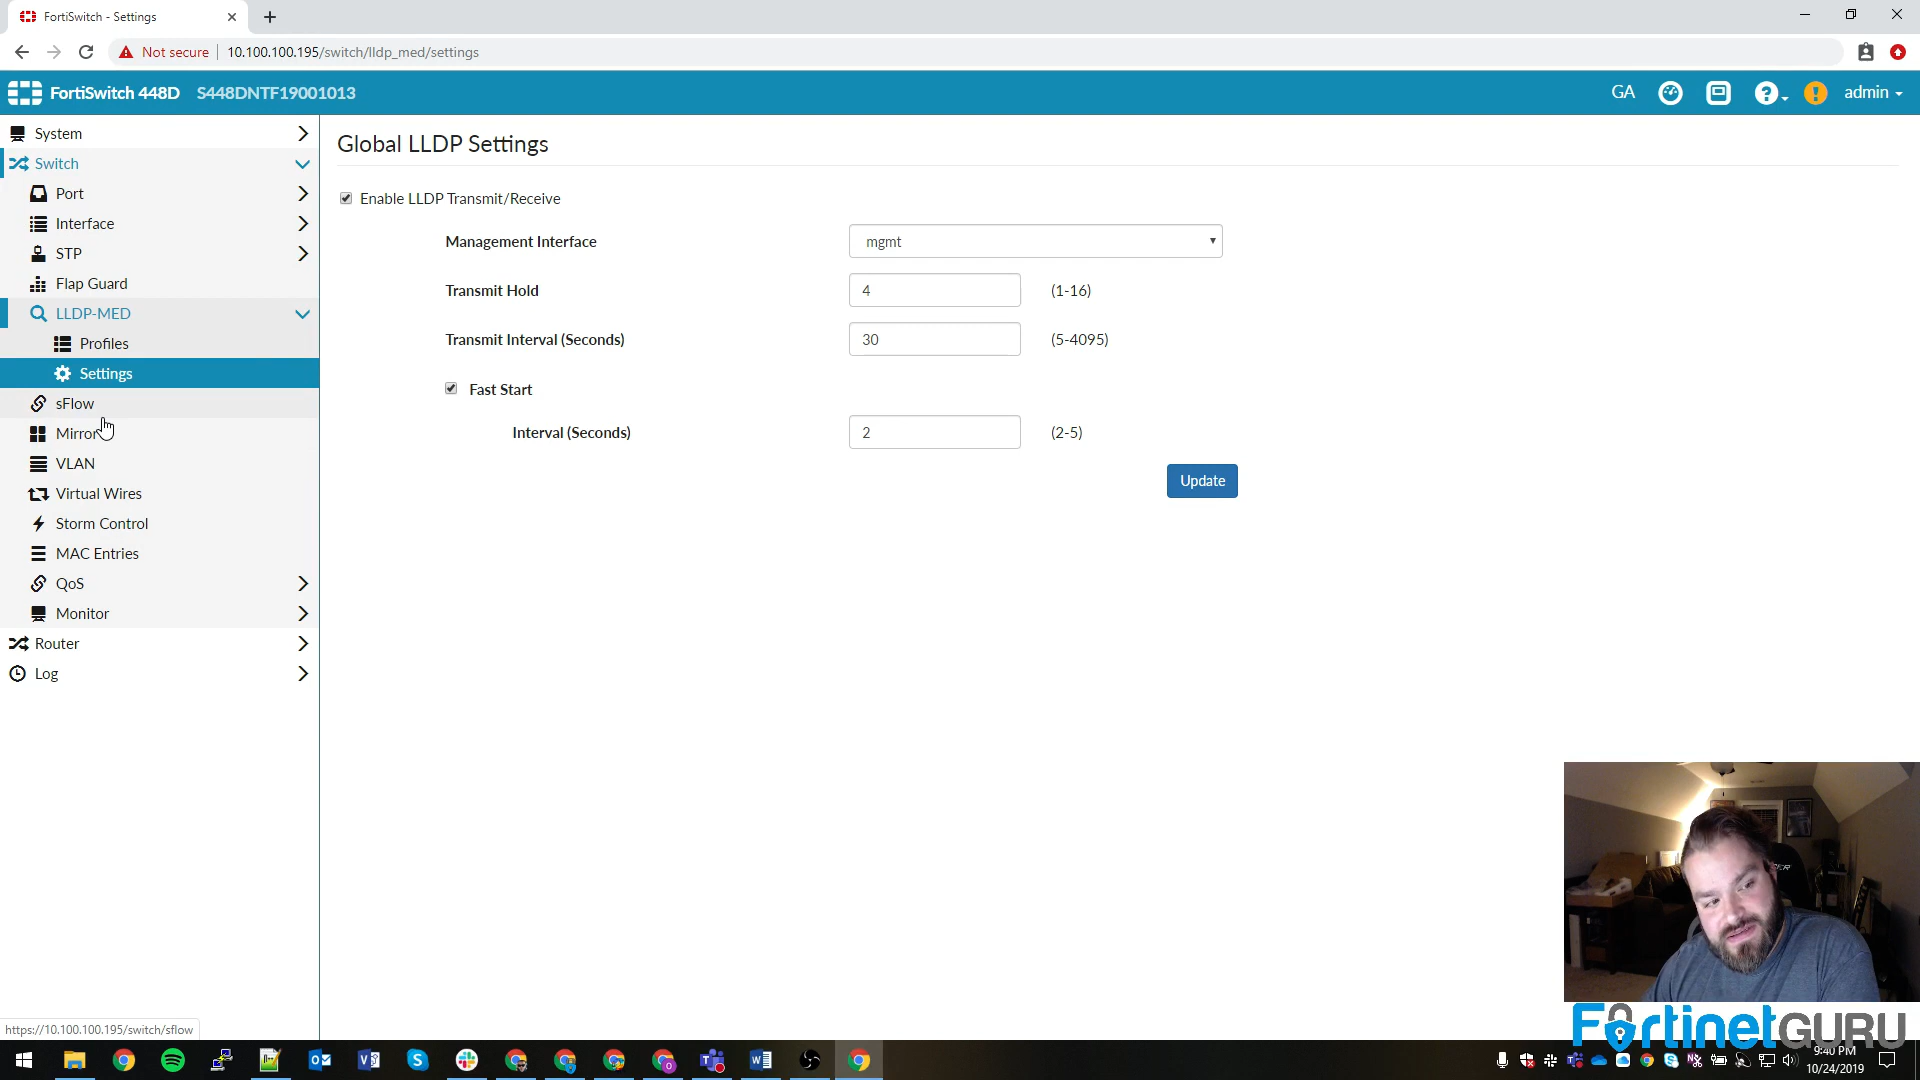 FortiSwitch - Settings
Not secure
10.100.100.195/switch/lldp_med/settings
FortiSwitch 448D S448DNTF19001013
GA
admin
System
Switch
Port
Interface
STP
Flap Guard
LLDP-MED
Profiles
Settings
sFlow
Mirror
VLAN
Virtual Wires
Storm Control
MAC Entries
QoS
Monitor
Router
Log
Global LLDP Settings
Enable LLDP Transmit/Receive
Management Interface mgmt
Transmit Hold 4 (1-16)
Transmit Interval (Seconds) 30 (5-4095)
Fast Start
Interval (Seconds) 2 (2-5)
Update
https://10.100.100.195/switch/sflow
FortinetGURU
9:40 PM
10/24/2019